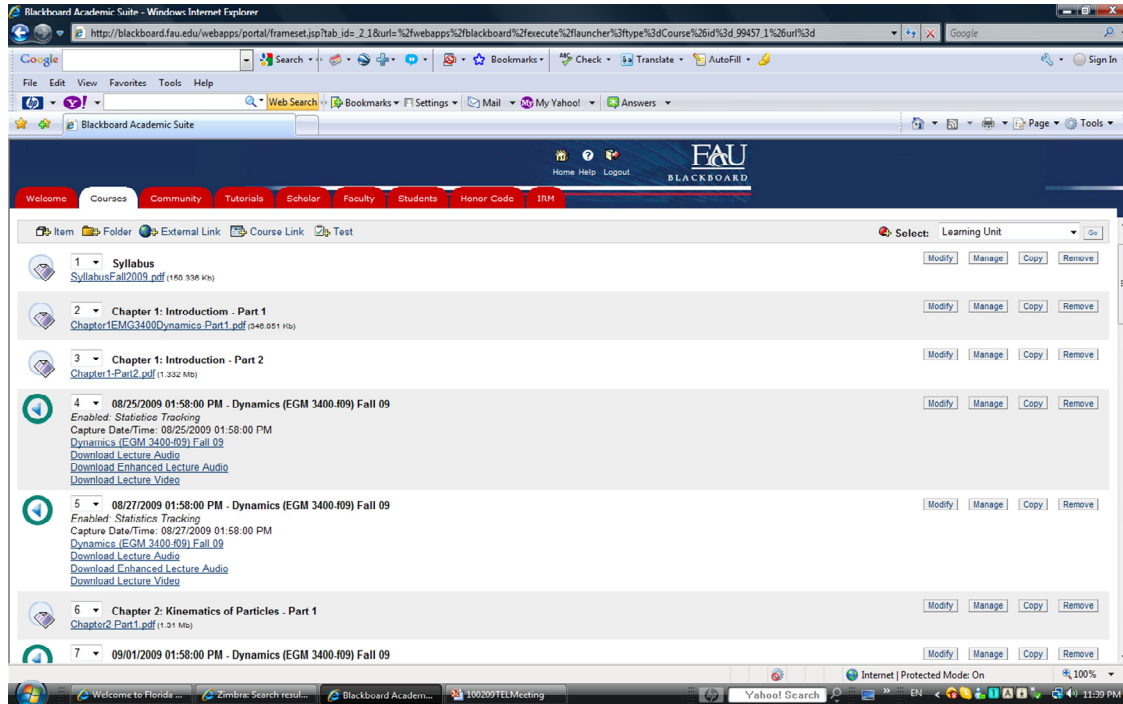 Blackboard Academic Suite - Windows Internet Explorer
http://blackboard.fau.edu/webapps/portal/frameset.jsp?tab_id=_2_1&url=%2fwebapps%2fblackboard%2fexecute%2flauncher%3ftype%3dCourse%26id%3d_99457_1%26url%3d Google
Google Search Bookmarks Check Translate AutoFill Sign In
File Edit View Favorites Tools Help
hp Y! Web Search Bookmarks Settings Mail My Yahoo! Answers
Blackboard Academic Suite Page Tools
FAU
Home Help Logout
BLACKBOARD
Welcome Courses Community Tutorials Scholar Faculty Students Honor Code IRM
Item Folder External Link Course Link Test Select: Learning Unit Go
1 Syllabus Modify Manage Copy Remove
SyllabusFall2009.pdf (150.336 Kb)
2 Chapter 1: Introductiom - Part 1 Modify Manage Copy Remove
Chapter1EMG3400Dynamics-Part1.pdf (346.051 Kb)
3 Chapter 1: Introduction - Part 2 Modify Manage Copy Remove
Chapter1-Part2.pdf (1.332 Mb)
4 08/25/2009 01:58:00 PM - Dynamics (EGM 3400-f09) Fall 09 Modify Manage Copy Remove
Enabled: Statistics Tracking
Capture Date/Time: 08/25/2009 01:58:00 PM
Dynamics (EGM 3400-f09) Fall 09
Download Lecture Audio
Download Enhanced Lecture Audio
Download Lecture Video
5 08/27/2009 01:58:00 PM - Dynamics (EGM 3400-f09) Fall 09 Modify Manage Copy Remove
Enabled: Statistics Tracking
Capture Date/Time: 08/27/2009 01:58:00 PM
Dynamics (EGM 3400-f09) Fall 09
Download Lecture Audio
Download Enhanced Lecture Audio
Download Lecture Video
6 Chapter 2: Kinematics of Particles - Part 1 Modify Manage Copy Remove
Chapter2 Part1.pdf (1.31 Mb)
7 09/01/2009 01:58:00 PM - Dynamics (EGM 3400-f09) Fall 09 Modify Manage Copy Remove
Internet | Protected Mode: On 100%
Welcome to Florida ... Zimbra: Search resul... Blackboard Academ... 100209TELMeeting hp Yahoo! Search EN 11:39 PM